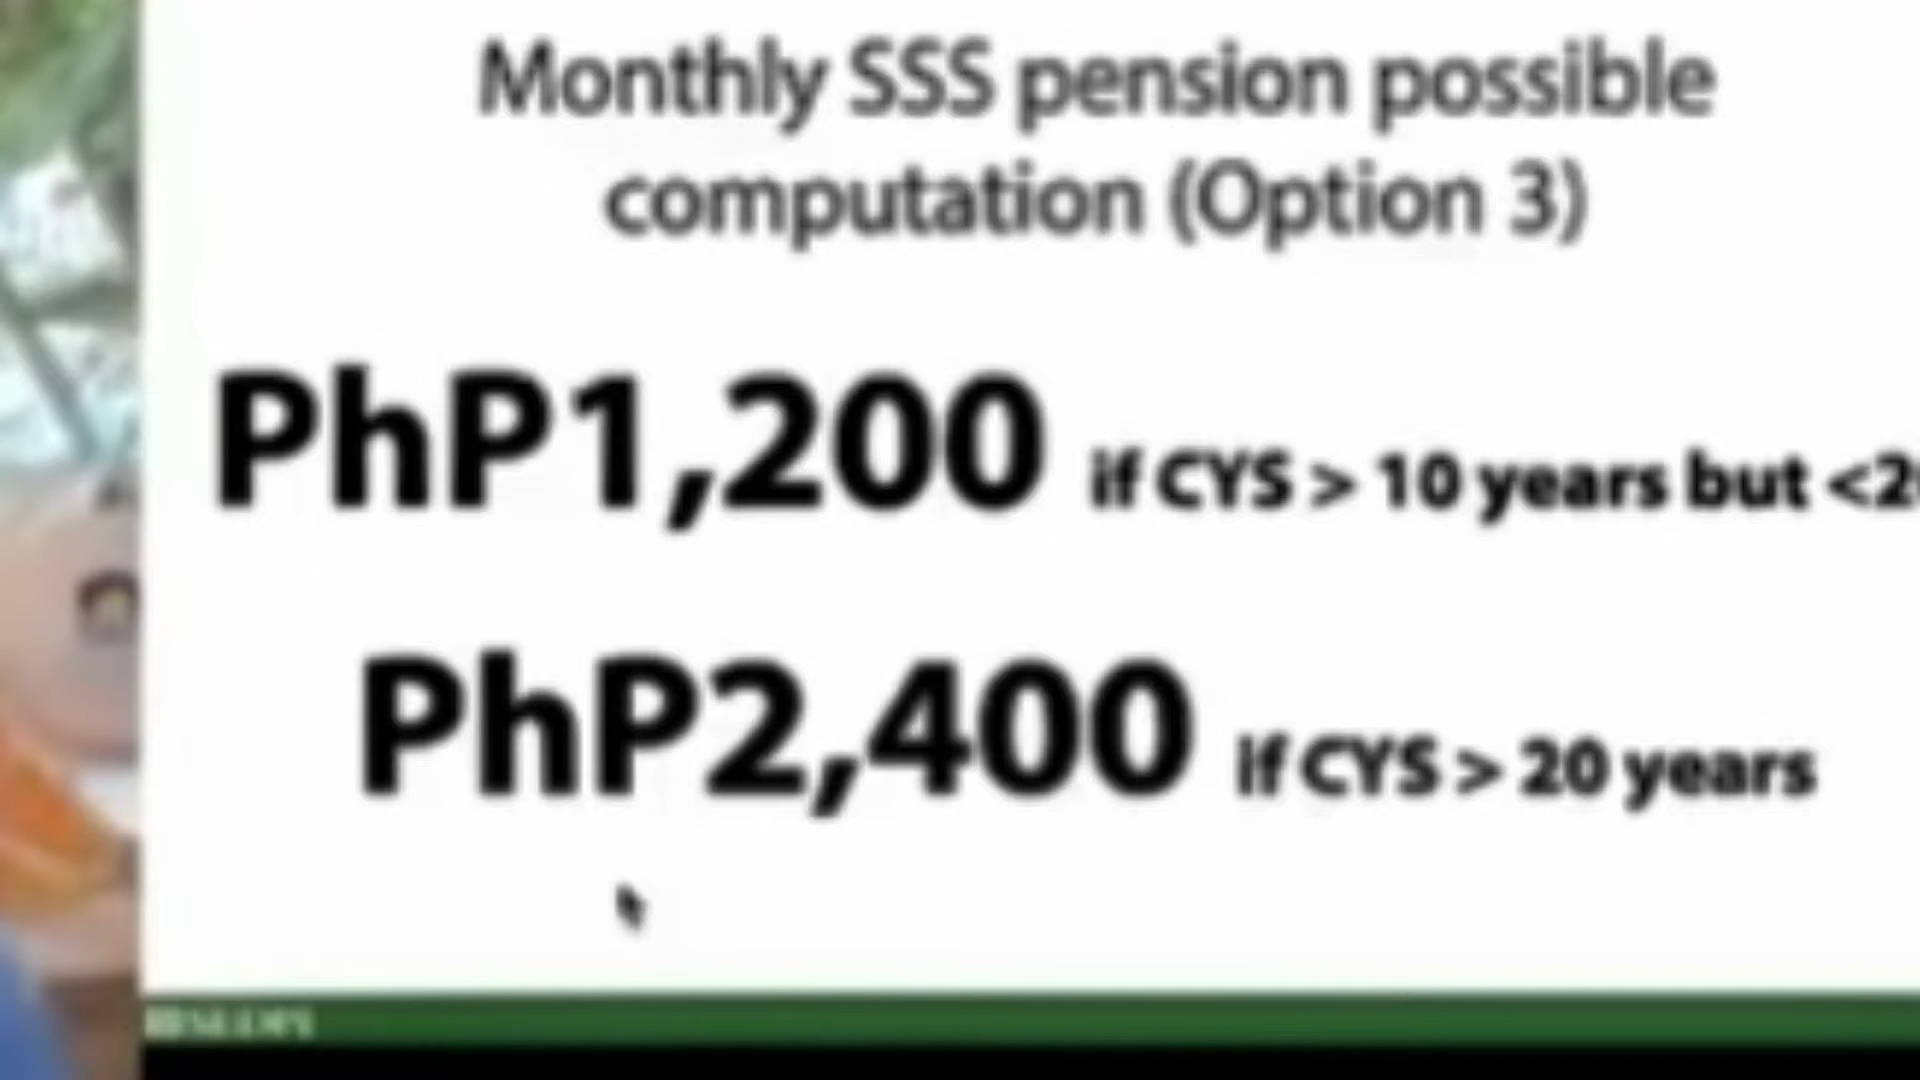 Monthly SSS pension possible
computation (Option 3)
PhP1,200 if CYS > 10 years but <2
PhP2,400 if CYS > 20 years